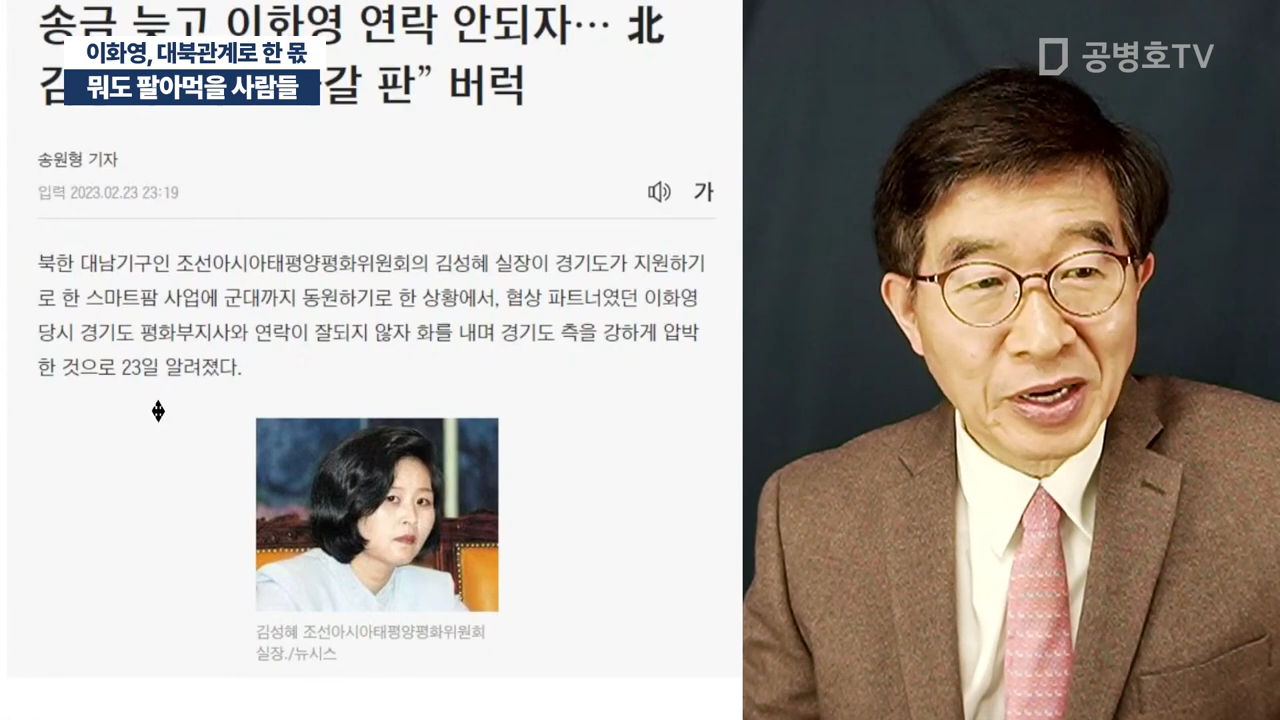 송금 늦고 이화영 연락 안되자… 北
이화영, 대북관계로 한 몫
뭐도 팔아먹을 사람들
김
갈 판” 버럭
공병호TV
송원형 기자
입력 2023.02.23 23:19
가
북한 대남기구인 조선아시아태평양평화위원회의 김성혜 실장이 경기도가 지원하기
로 한 스마트팜 사업에 군대까지 동원하기로 한 상황에서, 협상 파트너였던 이화영
당시 경기도 평화부지사와 연락이 잘되지 않자 화를 내며 경기도 측을 강하게 압박
한 것으로 23일 알려졌다.
김성혜 조선아시아태평양평화위원회
실장./뉴시스